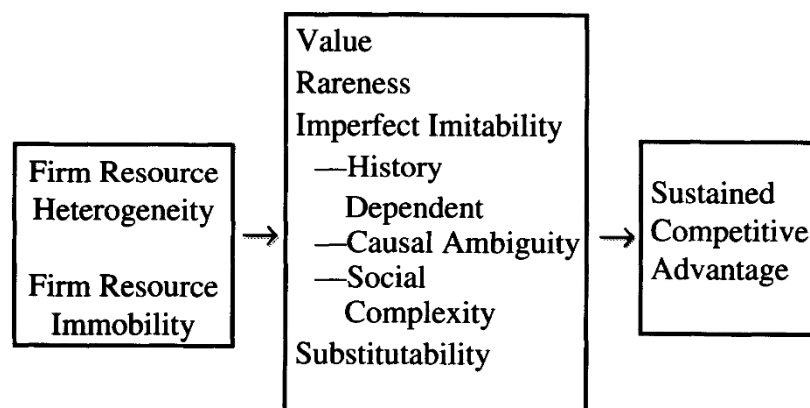 Firm Resource
Heterogeneity
Firm Resource
Immobility
Value
Rareness
Imperfect Imitability
—History
Dependent
—Causal Ambiguity
—Social
Complexity
Substitutability
Sustained
Competitive
Advantage